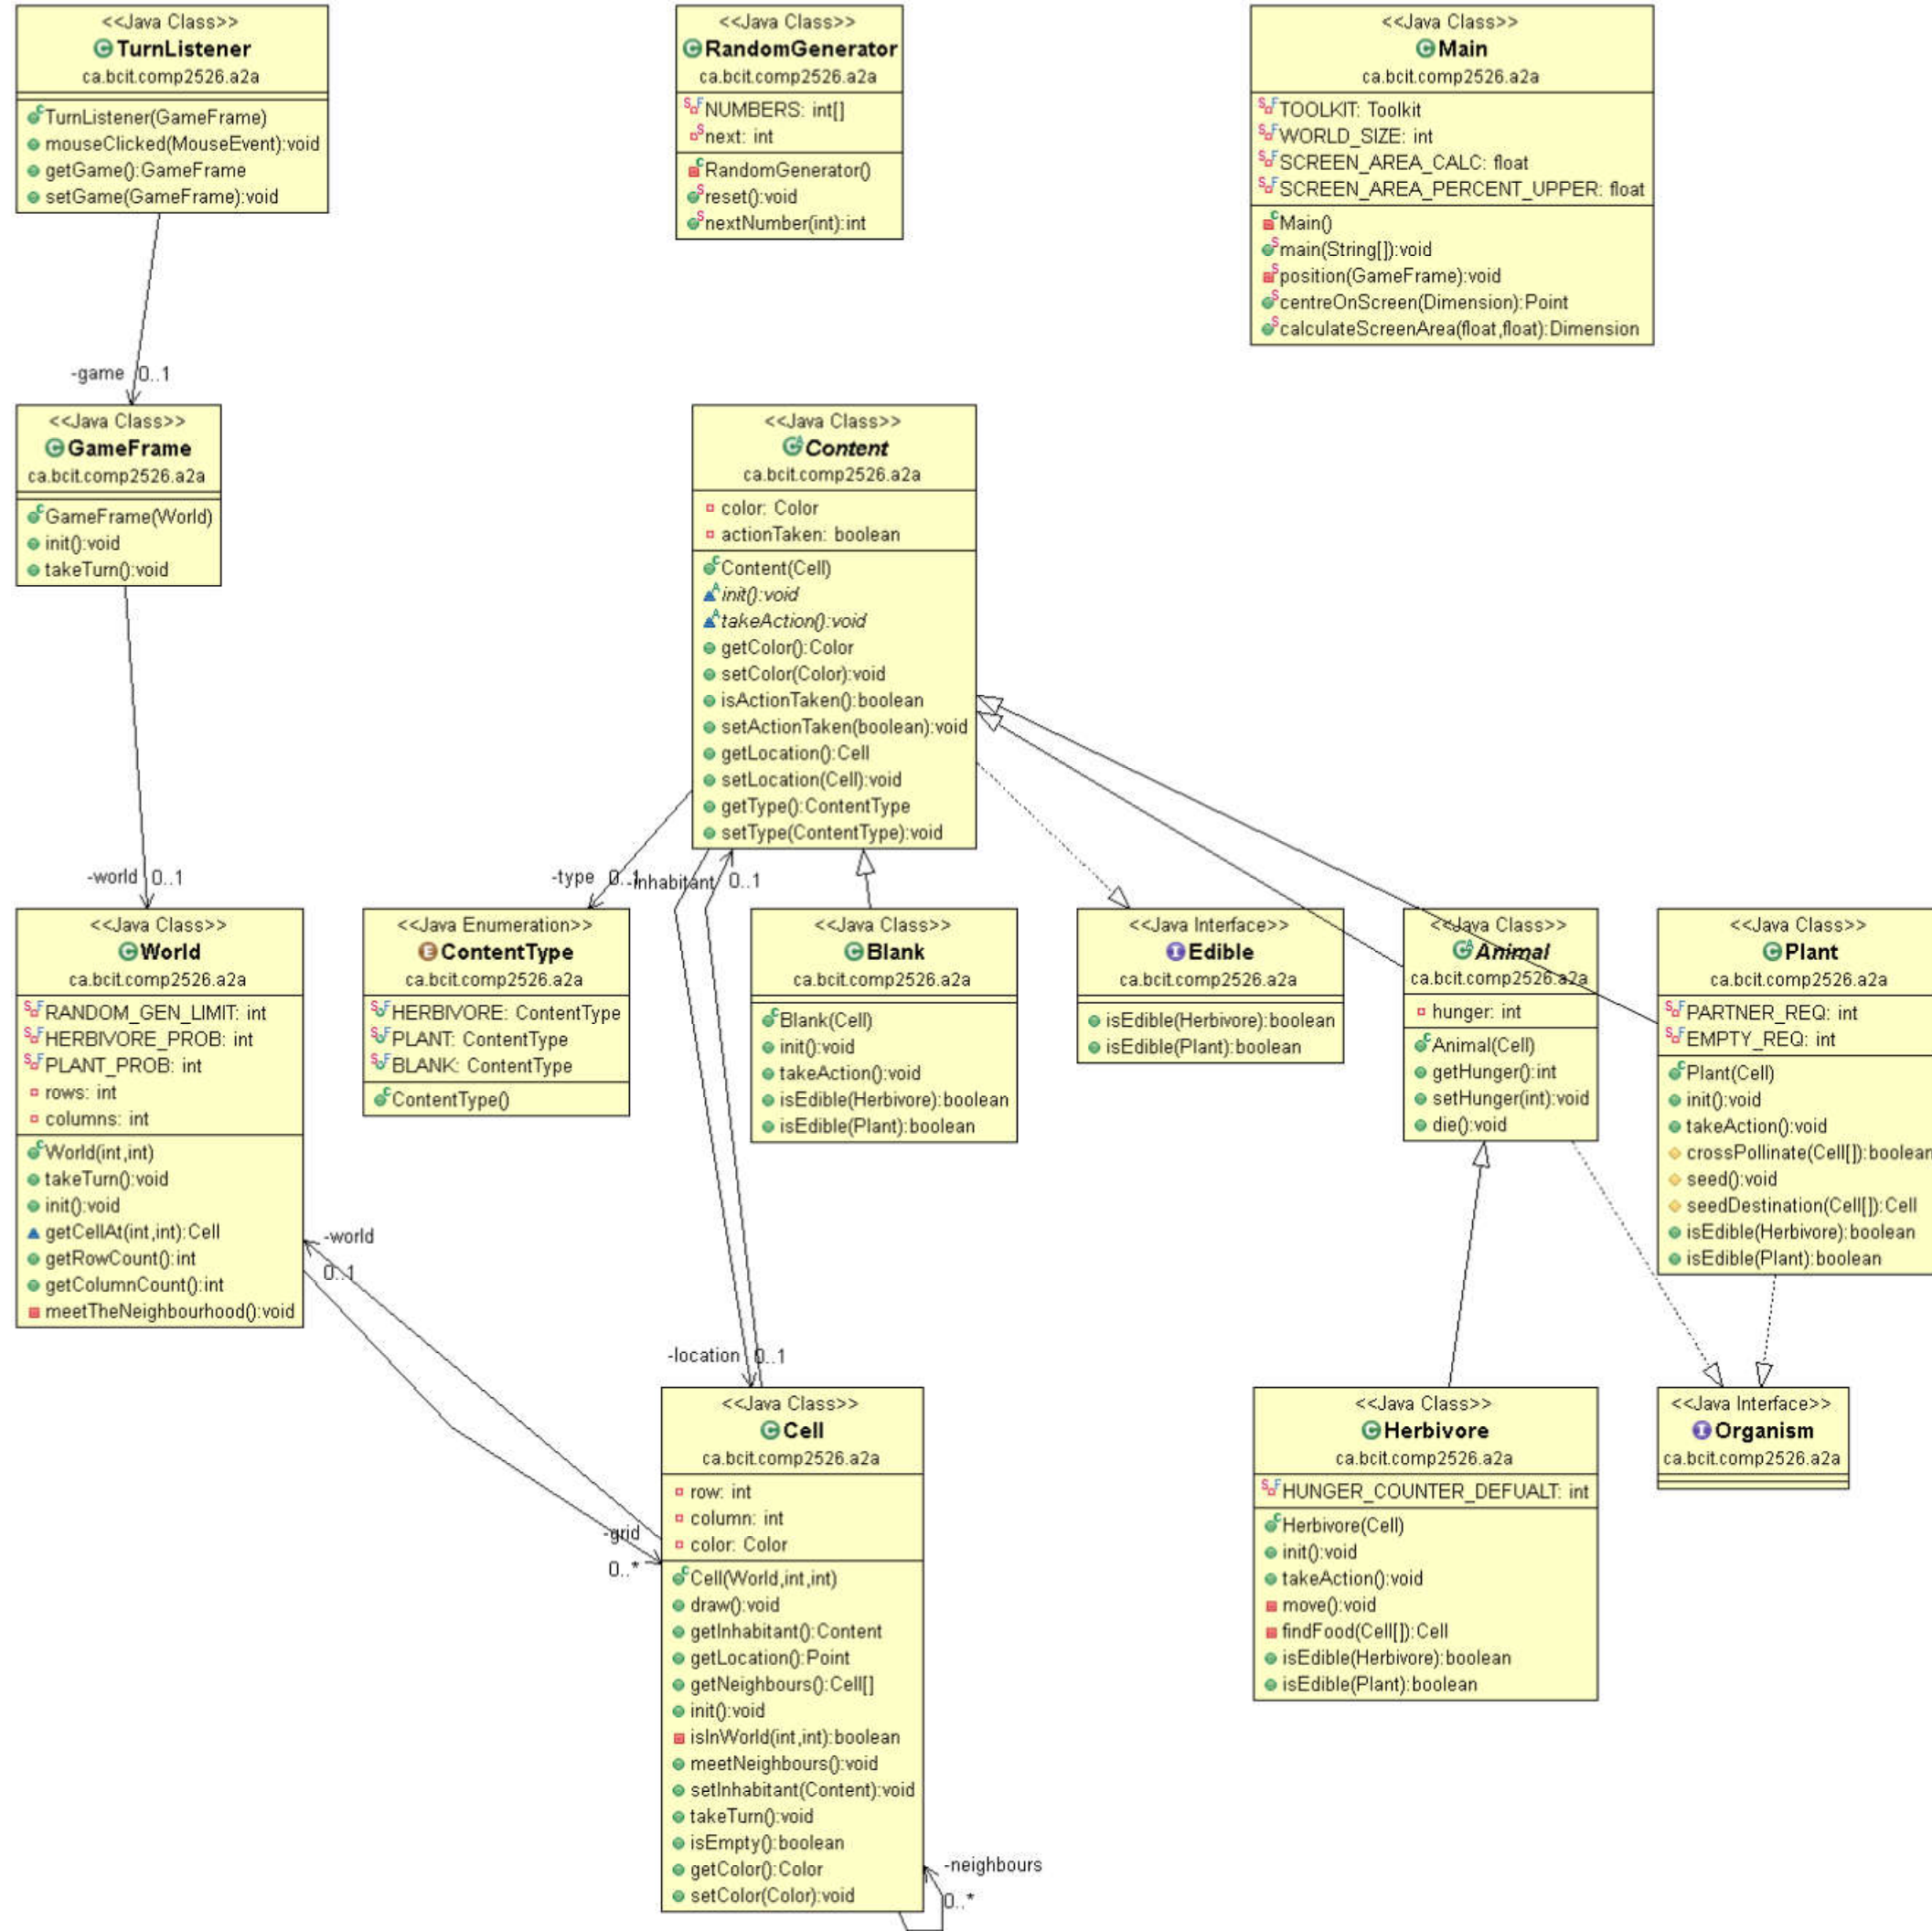 <<Java Class>>
TurnListener
ca.bcit.comp2526.a2a
TurnListener(GameFrame)
mouseClicked(MouseEvent):void
getGame():GameFrame
setGame(GameFrame):void
<<Java Class>>
RandomGenerator
ca.bcit.comp2526.a2a
NUMBERS: int[]
next: int
RandomGenerator()
reset():void
nextNumber(int):int
<<Java Class>>
Main
ca.bcit.comp2526.a2a
TOOLKIT: Toolkit
WORLD_SIZE: int
SCREEN_AREA_CALC: float
SCREEN_AREA_PERCENT_UPPER: float
Main()
main(String[]):void
position(GameFrame):void
centreOnScreen(Dimension):Point
calculateScreenArea(float,float):Dimension
-game 0..1
<<Java Class>>
GameFrame
ca.bcit.comp2526.a2a
GameFrame(World)
init():void
takeTurn():void
<<Java Class>>
Content
ca.bcit.comp2526.a2a
color: Color
actionTaken: boolean
Content(Cell)
init():void
takeAction():void
getColor():Color
setColor(Color):void
isActionTaken():boolean
setActionTaken(boolean):void
getLocation():Cell
setLocation(Cell):void
getType():ContentType
setType(ContentType):void
-world 0..1
-type 0..1
-inhabitant 0..1
<<Java Class>>
World
ca.bcit.comp2526.a2a
RANDOM_GEN_LIMIT: int
HERBIVORE_PROB: int
PLANT_PROB: int
rows: int
columns: int
World(int,int)
takeTurn():void
init():void
getCellAt(int,int):Cell
getRowCount():int
getColumnCount():int
meetTheNeighbourhood():void
<<Java Enumeration>>
ContentType
ca.bcit.comp2526.a2a
HERBIVORE: ContentType
PLANT: ContentType
BLANK: ContentType
ContentType()
<<Java Class>>
Blank
ca.bcit.comp2526.a2a
Blank(Cell)
init():void
takeAction():void
isEdible(Herbivore):boolean
isEdible(Plant):boolean
<<Java Interface>>
Edible
ca.bcit.comp2526.a2a
isEdible(Herbivore):boolean
isEdible(Plant):boolean
<<Java Class>>
Animal
ca.bcit.comp2526.a2a
hunger: int
Animal(Cell)
getHunger():int
setHunger(int):void
die():void
<<Java Class>>
Plant
ca.bcit.comp2526.a2a
PARTNER_REQ: int
EMPTY_REQ: int
Plant(Cell)
init():void
takeAction():void
crossPollinate(Cell[]):boolean
seed():void
seedDestination(Cell[]):Cell
isEdible(Herbivore):boolean
isEdible(Plant):boolean
-world
0..1
-location 0..1
-grid
0..*
<<Java Class>>
Cell
ca.bcit.comp2526.a2a
row: int
column: int
color: Color
Cell(World,int,int)
draw():void
getInhabitant():Content
getLocation():Point
getNeighbours():Cell[]
init():void
isInWorld(int,int):boolean
meetNeighbours():void
setInhabitant(Content):void
takeTurn():void
isEmpty():boolean
getColor():Color
setColor(Color):void
-neighbours
0..*
<<Java Class>>
Herbivore
ca.bcit.comp2526.a2a
HUNGER_COUNTER_DEFUALT: int
Herbivore(Cell)
init():void
takeAction():void
move():void
findFood(Cell[]):Cell
isEdible(Herbivore):boolean
isEdible(Plant):boolean
<<Java Interface>>
Organism
ca.bcit.comp2526.a2a